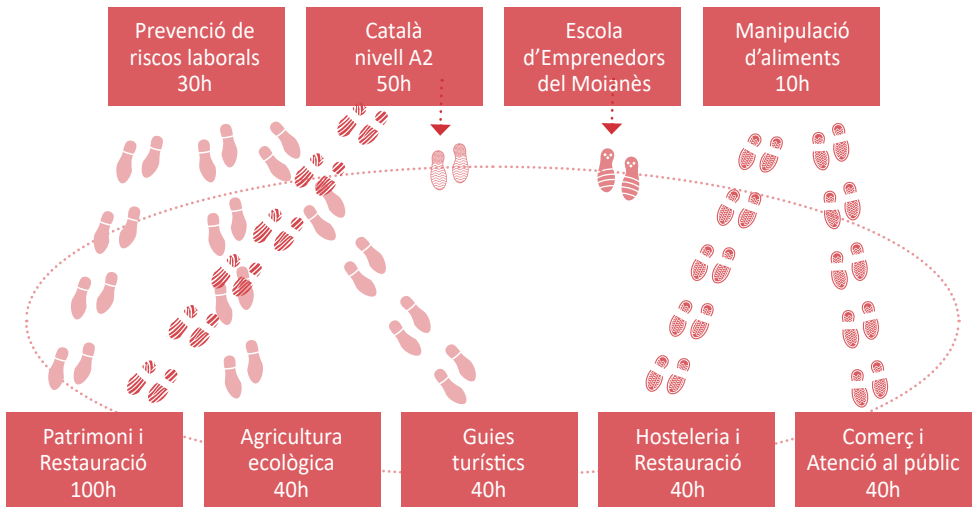 Prevenció de
riscos laborals
30h
Català
nivell A2
50h
Escola
d'Emprenedors
del Moianès
Manipulació
d'aliments
10h
Patrimoni i
Restauració
100h
Agricultura
ecològica
40h
Guies
turístics
40h
Hosteleria i
Restauració
40h
Comerç i
Atenció al públic
40h